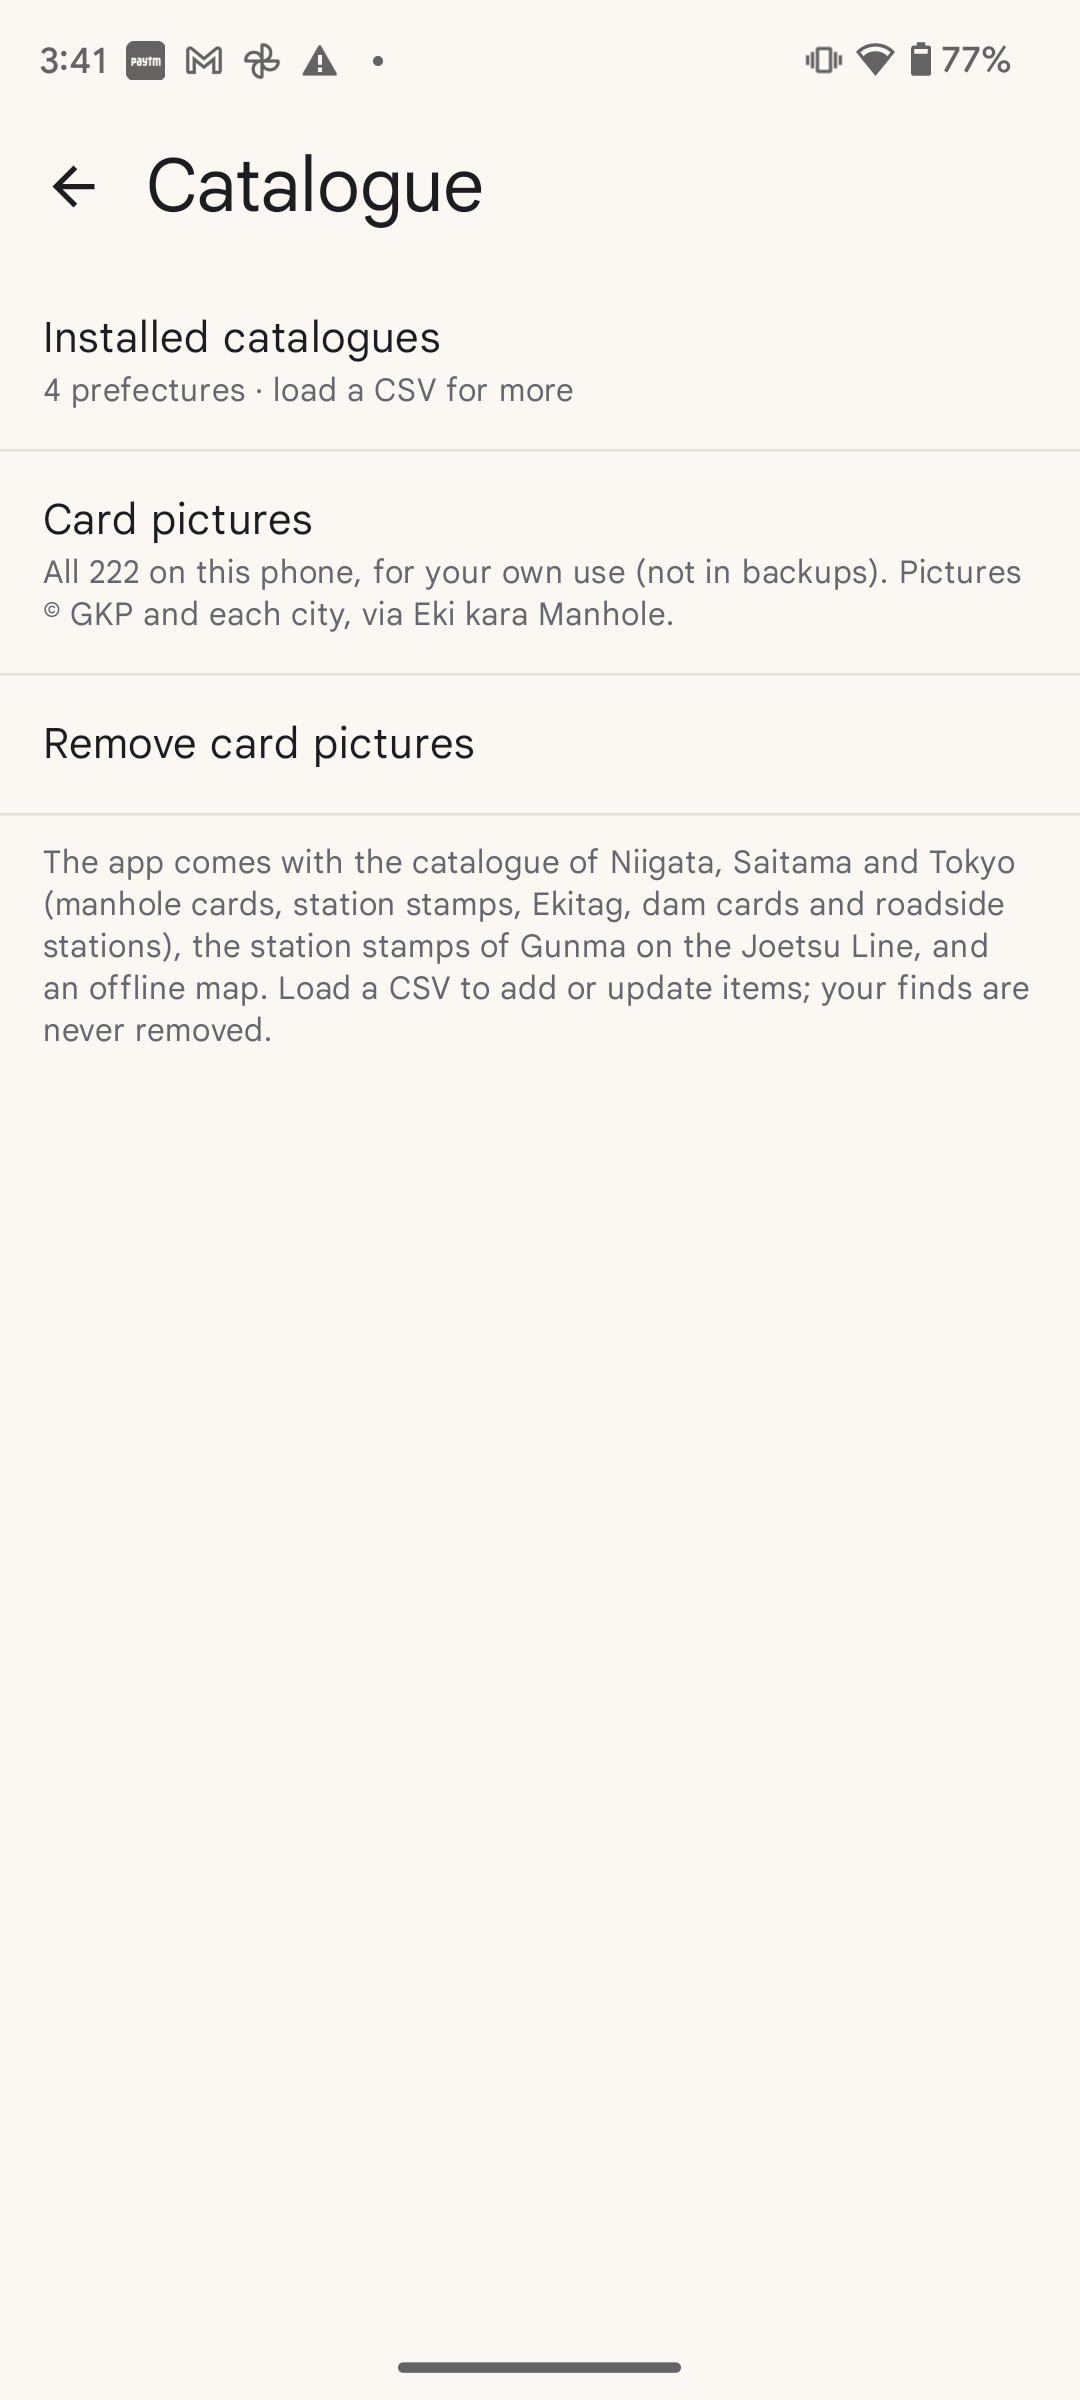 3:41 paytm 77%
Catalogue
Installed catalogues
4 prefectures · load a CSV for more
Card pictures
All 222 on this phone, for your own use (not in backups). Pictures
© GKP and each city, via Eki kara Manhole.
Remove card pictures
The app comes with the catalogue of Niigata, Saitama and Tokyo
(manhole cards, station stamps, Ekitag, dam cards and roadside
stations), the station stamps of Gunma on the Joetsu Line, and
an offline map. Load a CSV to add or update items; your finds are
never removed.